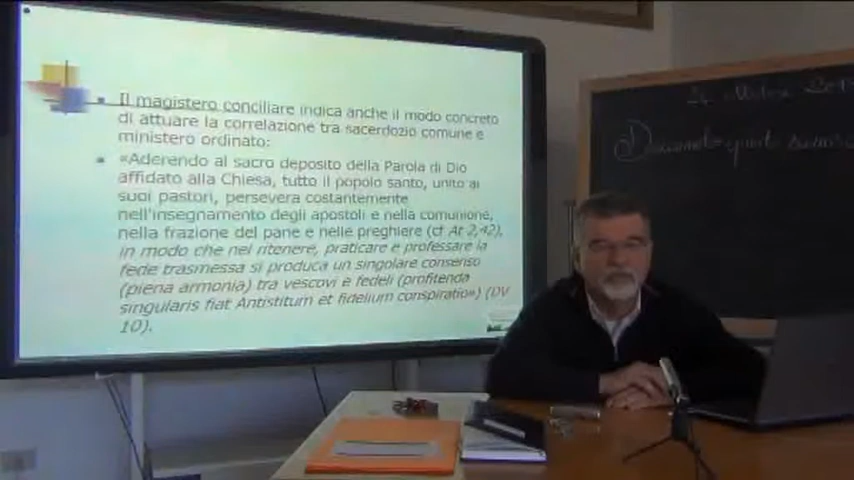 Il magistero conciliare indica anche il modo concreto
di attuare la correlazione tra sacerdozio comune e
ministero ordinato:
«Aderendo al sacro deposito della Parola di Dio
affidato alla Chiesa, tutto il popolo santo, unito ai
suoi pastori, persevera costantemente
nell'insegnamento degli apostoli e nella comunione,
nella frazione del pane e nelle preghiere (cf At 2,42),
in modo che nel ritenere, praticare e professare la
fede trasmessa si produca un singolare consenso
(piena armonia) tra vescovi e fedeli (profitenda
singularis fiat Antistitum et fidelium conspiratio») (DV
10).